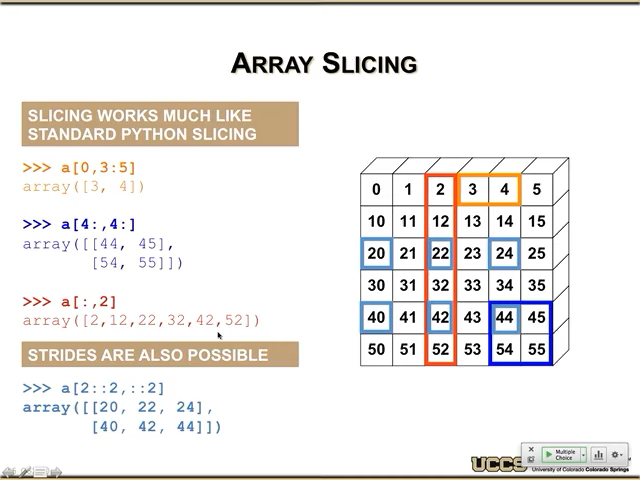 ARRAY SLICING
SLICING WORKS MUCH LIKE
STANDARD PYTHON SLICING
>>> a[0,3:5]
array([3, 4])
>>> a[4:,4:]
array([[44, 45],
[54, 55]])
>>> a[:,2]
array([2,12,22,32,42,52])
STRIDES ARE ALSO POSSIBLE
>>> a[2::2,::2]
array([[20, 22, 24],
[40, 42, 44]])
0 1 2 3 4 5
10 11 12 13 14 15
20 21 22 23 24 25
30 31 32 33 34 35
40 41 42 43 44 45
50 51 52 53 54 55
Multiple
Choice
UCCS
University of Colorado
Colorado Springs